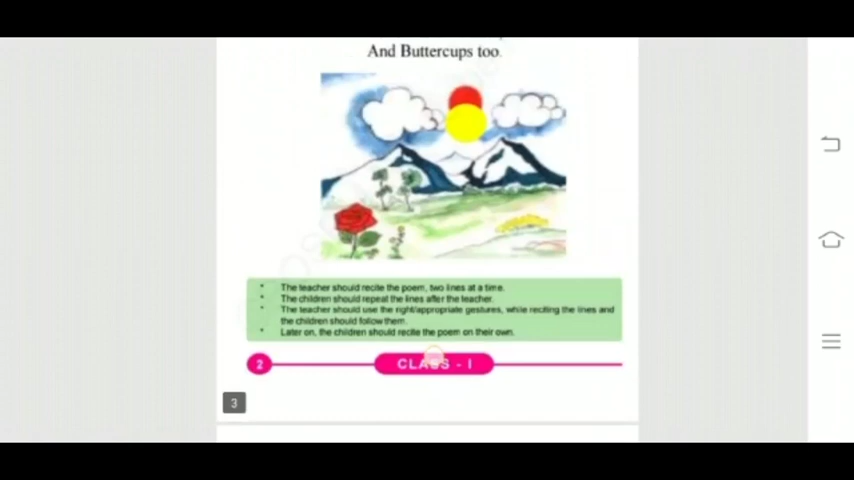 And Buttercups too.
• The teacher should recite the poem, two lines at a time.
• The children should repeat the lines after the teacher.
• The teacher should use the right/appropriate gestures, while reciting the lines and
the children should follow them.
• Later on, the children should recite the poem on their own.
2 CLASS - I
3